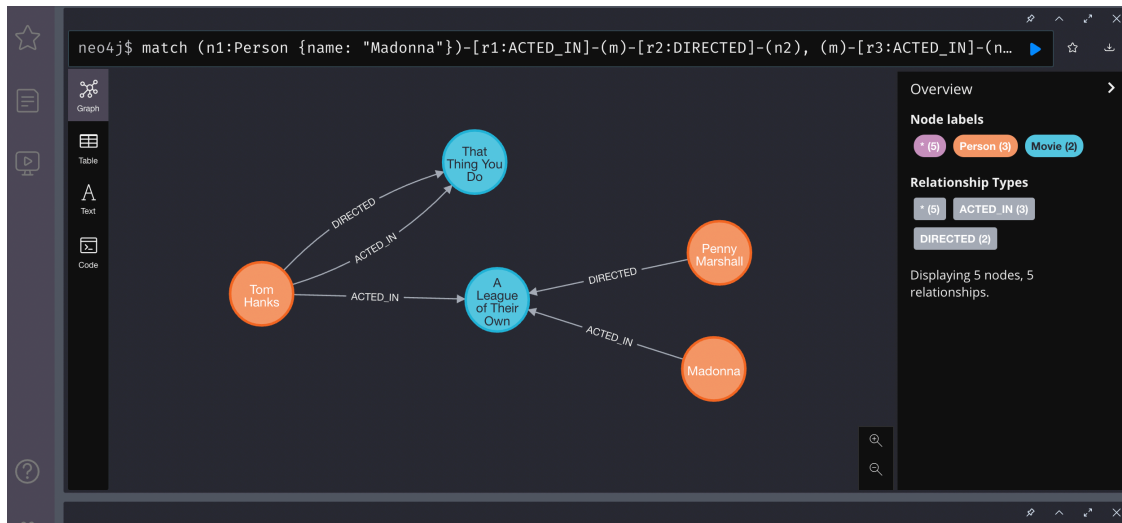 neo4j$ match (n1:Person {name: "Madonna"})-[r1:ACTED_IN]-(m)-[r2:DIRECTED]-(n2), (m)-[r3:ACTED_IN]-(n…
Graph
Table
Text
Code
That
Thing You
Do
DIRECTED
ACTED_IN
Tom
Hanks
ACTED_IN
A
League
of Their
Own
DIRECTED
Penny
Marshall
ACTED_IN
Madonna
Overview
Node labels
* (5) Person (3) Movie (2)
Relationship Types
* (5) ACTED_IN (3)
DIRECTED (2)
Displaying 5 nodes, 5
relationships.